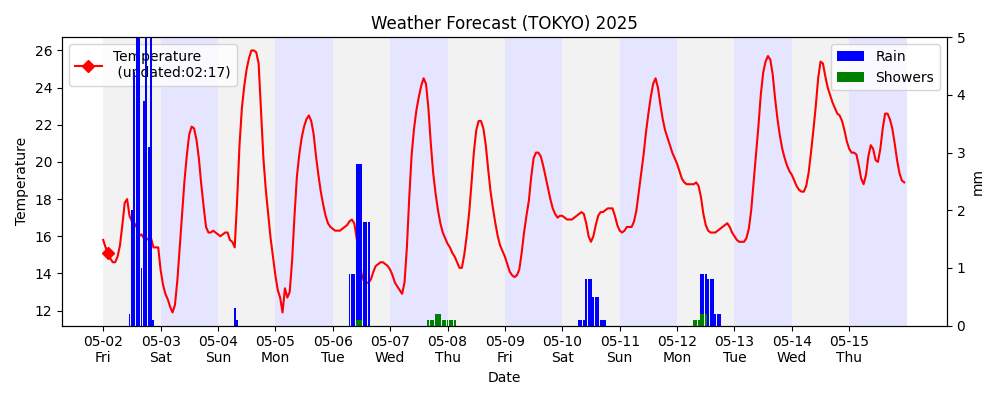 Weather Forecast (TOKYO) 2025
Temperature
(updated:02:17)
Rain
Showers
26
24
22
20
18
16
14
12
Temperature
5
4
3
2
1
0
mm
05-02 05-03 05-04 05-05 05-06 05-07 05-08 05-09 05-10 05-11 05-12 05-13 05-14 05-15
Fri Sat Sun Mon Tue Wed Thu Fri Sat Sun Mon Tue Wed Thu
Date